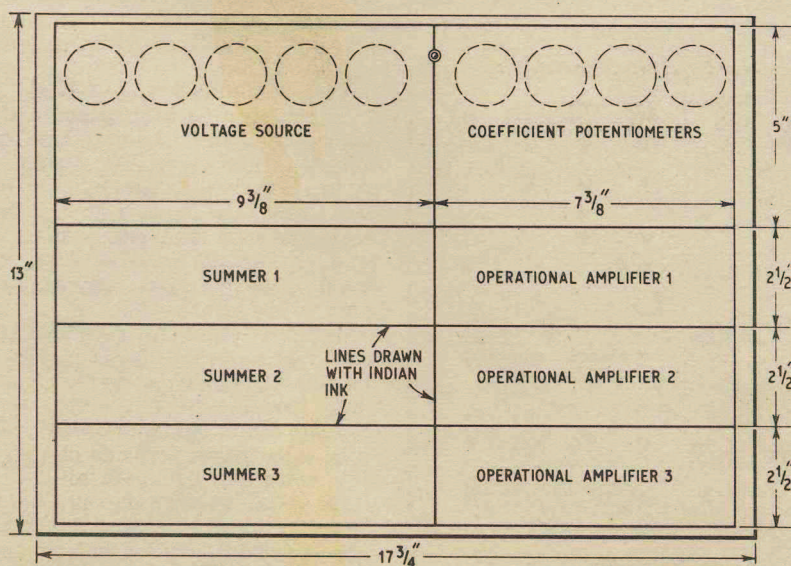 VOLTAGE SOURCE
COEFFICIENT POTENTIOMETERS
5"
9 3/8"
7 3/8"
13"
SUMMER 1
OPERATIONAL AMPLIFIER 1
2 1/2"
LINES DRAWN
WITH INDIAN
INK
SUMMER 2
OPERATIONAL AMPLIFIER 2
2 1/2"
SUMMER 3
OPERATIONAL AMPLIFIER 3
2 1/2"
17 3/4"